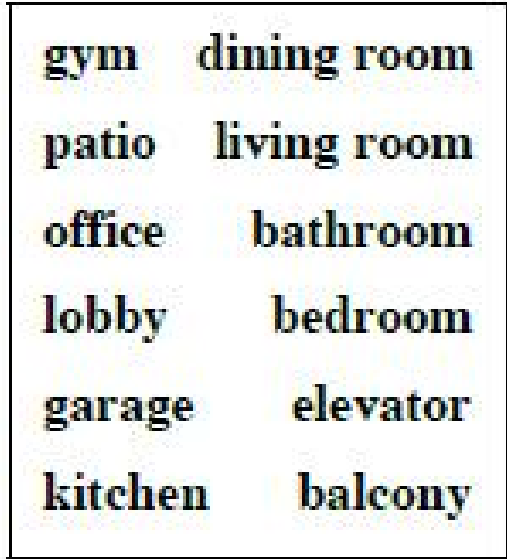 gym dining room
patio living room
office bathroom
lobby bedroom
garage elevator
kitchen balcony